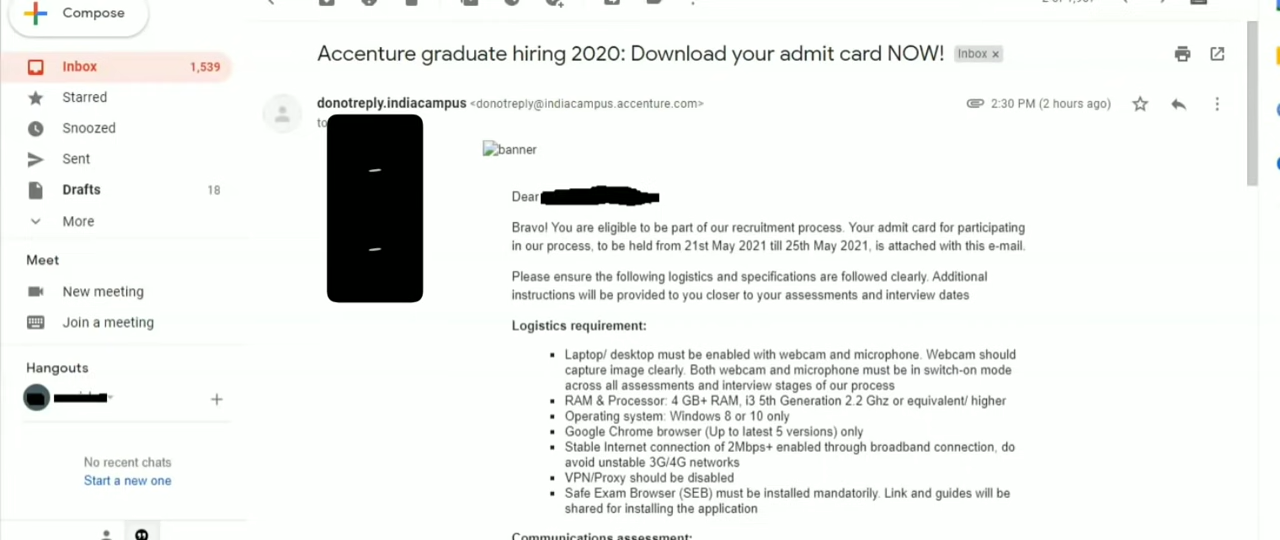 Compose
Inbox 1,539
Starred
Snoozed
Sent
Drafts 18
More
Meet
New meeting
Join a meeting
Hangouts
No recent chats
Start a new one
Accenture graduate hiring 2020: Download your admit card NOW! Inbox x
donotreply.indiacampus <donotreply@indiacampus.accenture.com> 2:30 PM (2 hours ago)
to
banner
Dear
Bravo! You are eligible to be part of our recruitment process. Your admit card for participating
in our process, to be held from 21st May 2021 till 25th May 2021, is attached with this e-mail.
Please ensure the following logistics and specifications are followed clearly. Additional
instructions will be provided to you closer to your assessments and interview dates
Logistics requirement:
Laptop/ desktop must be enabled with webcam and microphone. Webcam should
capture image clearly. Both webcam and microphone must be in switch-on mode
across all assessments and interview stages of our process
RAM & Processor: 4 GB+ RAM, i3 5th Generation 2.2 Ghz or equivalent/ higher
Operating system: Windows 8 or 10 only
Google Chrome browser (Up to latest 5 versions) only
Stable Internet connection of 2Mbps+ enabled through broadband connection, do
avoid unstable 3G/4G networks
VPN/Proxy should be disabled
Safe Exam Browser (SEB) must be installed mandatorily. Link and guides will be
shared for installing the application
Communications assessment: